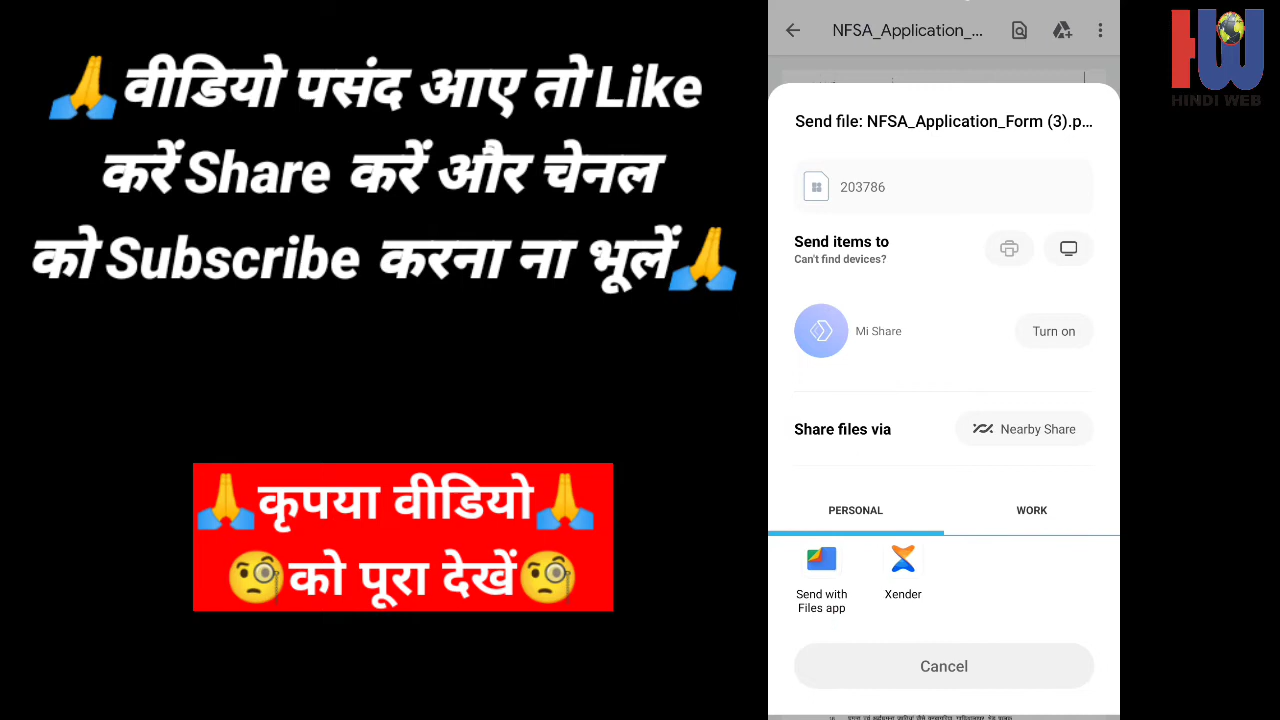 🙏वीडियो पसंद आए तो Like
करें Share करें और चेनल
को Subscribe करना ना भूलें🙏
🙏कृपया वीडियो🙏
🧐को पूरा देखें🧐
NFSA_Application_...
Send file: NFSA_Application_Form (3).p...
203786
Send items to
Can't find devices?
Mi Share
Turn on
Share files via
Nearby Share
PERSONAL
WORK
Send with
Files app
Xender
Cancel
HINDI WEB